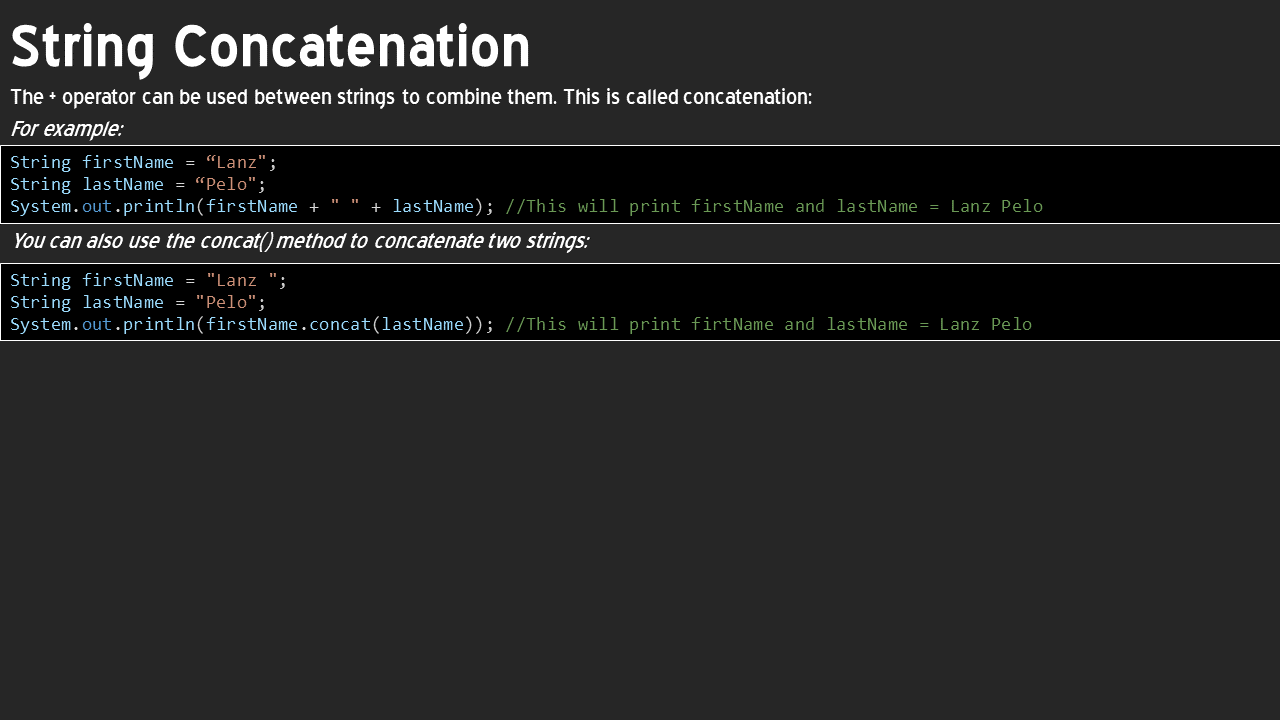 String Concatenation
The + operator can be used between strings to combine them. This is called concatenation:
For example:
String firstName = “Lanz";
String lastName = “Pelo";
System.out.println(firstName + " " + lastName); //This will print firstName and lastName = Lanz Pelo
You can also use the concat() method to concatenate two strings:
String firstName = "Lanz ";
String lastName = "Pelo";
System.out.println(firstName.concat(lastName)); //This will print firtName and lastName = Lanz Pelo